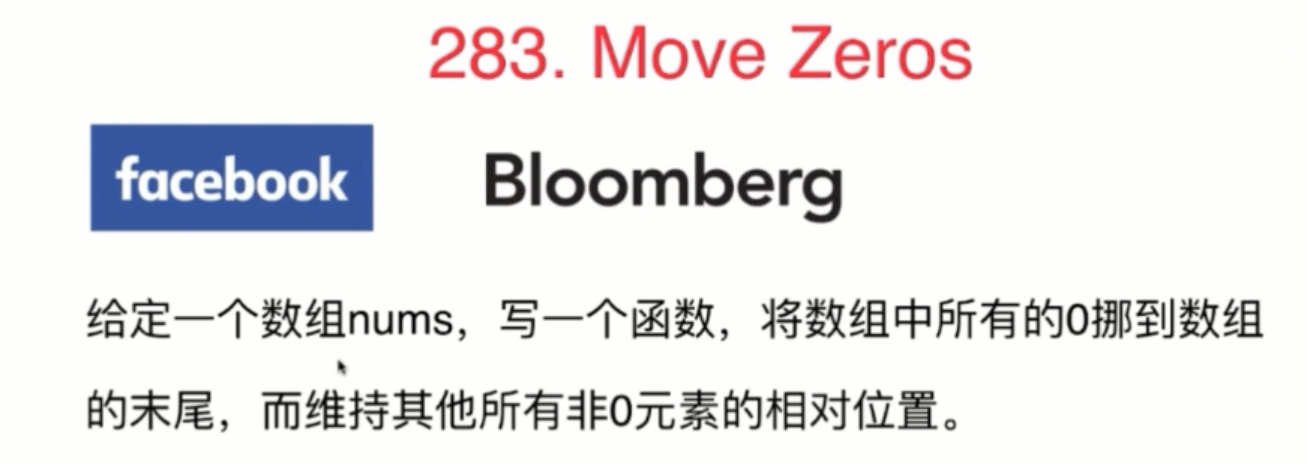 283. Move Zeros
facebook Bloomberg
给定一个数组nums，写一个函数，将数组中所有的0挪到数组
的末尾，而维持其他所有非0元素的相对位置。